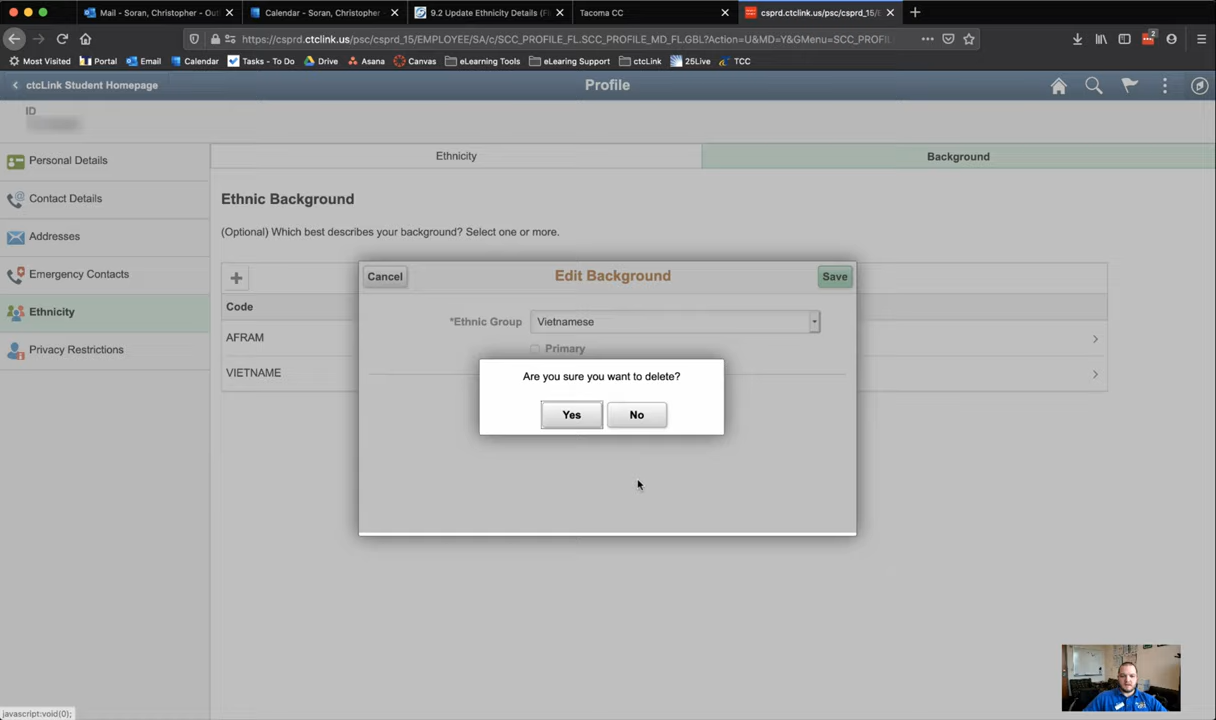 Mail - Soran, Christopher - Out
Calendar - Soran, Christopher
9.2 Update Ethnicity Details (F
Tacoma CC
csprd.ctclink.us/psc/csprd_15/E
https://csprd.ctclink.us/psc/csprd_15/EMPLOYEE/SA/c/SCC_PROFILE_FL.SCC_PROFILE_MD_FL.GBL?Action=U&MD=Y&GMenu=SCC_PROFIL
2
Most Visited
Portal
Email
Calendar
Tasks - To Do
Drive
Asana
Canvas
eLearning Tools
eLearing Support
ctcLink
25Live
TCC
ctcLink Student Homepage
Profile
ID
Personal Details
Contact Details
Addresses
Emergency Contacts
Ethnicity
Privacy Restrictions
Ethnicity
Background
Ethnic Background
(Optional) Which best describes your background? Select one or more.
Code
AFRAM
VIETNAME
Cancel
Edit Background
Save
*Ethnic Group
Vietnamese
Primary
Are you sure you want to delete?
Yes
No
javascript:void(0);